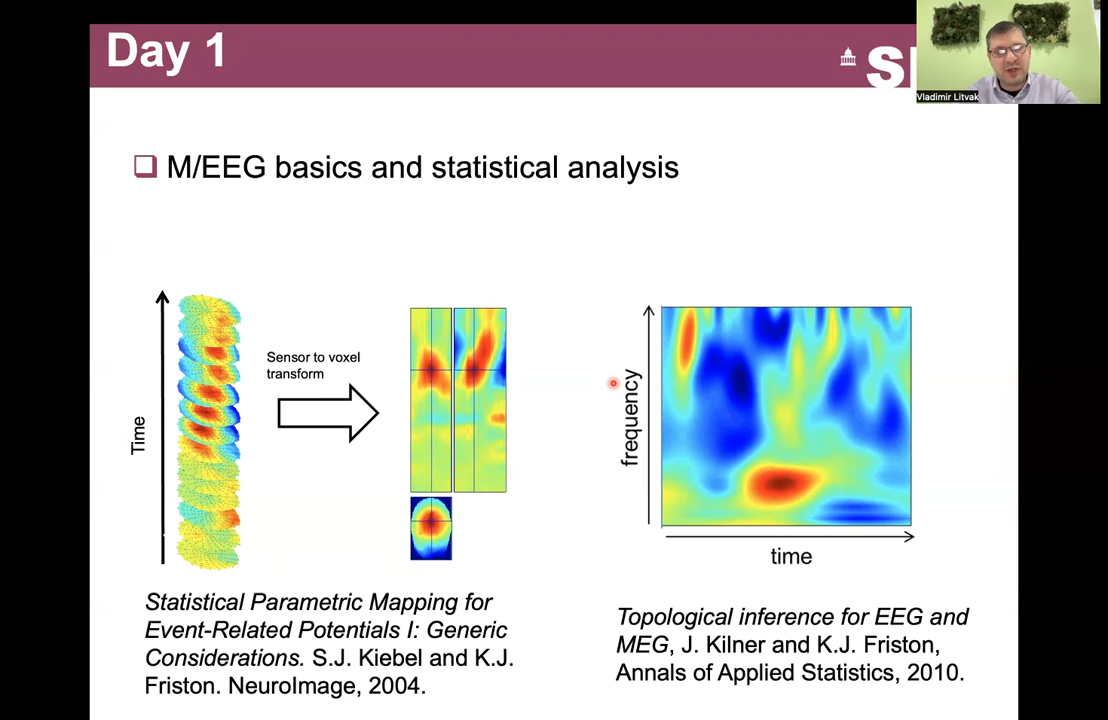 Day 1
Vladimir Litvak
M/EEG basics and statistical analysis
Time
Sensor to voxel
transform
frequency
time
Statistical Parametric Mapping for
Event-Related Potentials I: Generic
Considerations. S.J. Kiebel and K.J.
Friston. NeuroImage, 2004.
Topological inference for EEG and
MEG, J. Kilner and K.J. Friston,
Annals of Applied Statistics, 2010.